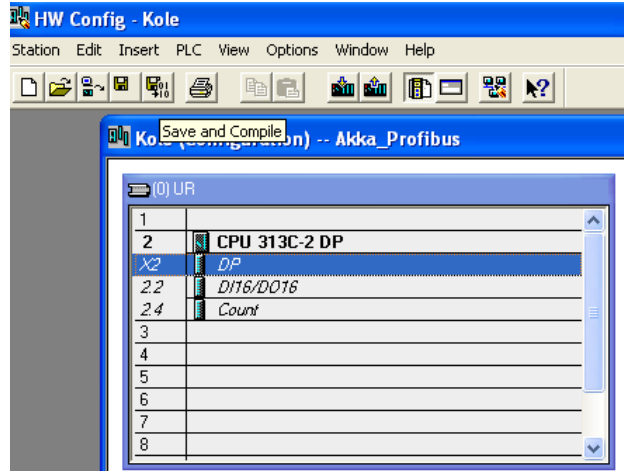 HW Config - Kole
Station Edit Insert PLC View Options Window Help
Save and Compile
Kole (Configuration) -- Akka_Profibus
(0) UR
1
2 CPU 313C-2 DP
X2 DP
2.2 DI16/DO16
2.4 Count
3
4
5
6
7
8